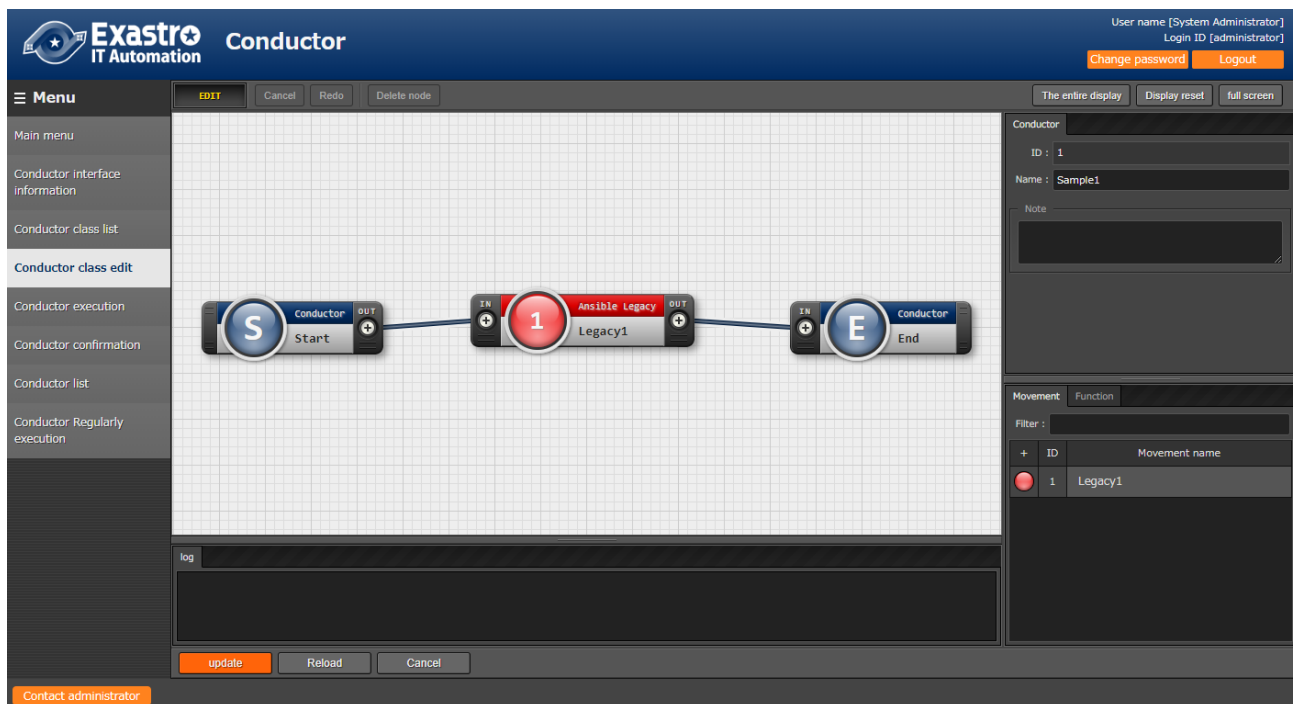 Exastro
IT Automation
Conductor
User name [System Administrator]
Login ID [administrator]
Change password
Logout
☰ Menu
Main menu
Conductor interface
information
Conductor class list
Conductor class edit
Conductor execution
Conductor confirmation
Conductor list
Conductor Regularly
execution
EDIT
Cancel
Redo
Delete node
The entire display
Display reset
full screen
S
Conductor
Start
OUT
IN
1
Ansible Legacy
Legacy1
OUT
IN
E
Conductor
End
Conductor
ID : 1
Name : Sample1
Note
Movement
Function
Filter :
+ ID Movement name
1 Legacy1
log
update
Reload
Cancel
Contact administrator